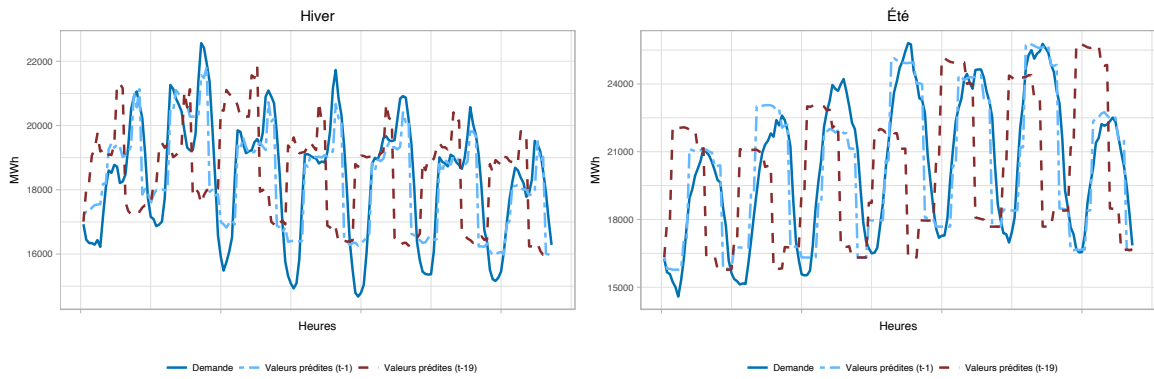 Hiver
22000
20000
18000
16000
MWh
Heures
Demande Valeurs prédites (t-1) Valeurs prédites (t-19)
Été
24000
21000
18000
15000
MWh
Heures
Demande Valeurs prédites (t-1) Valeurs prédites (t-19)